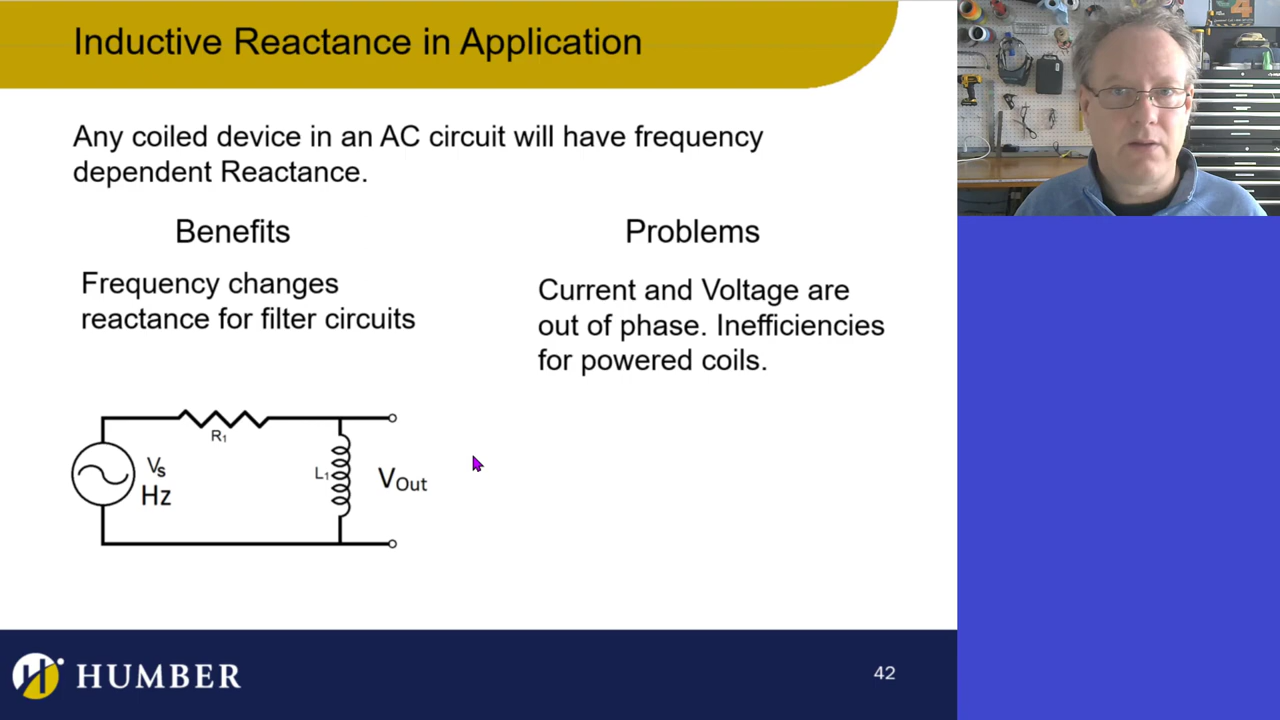 Inductive Reactance in Application
Any coiled device in an AC circuit will have frequency
dependent Reactance.
Benefits
Frequency changes
reactance for filter circuits
Problems
Current and Voltage are
out of phase. Inefficiencies
for powered coils.
R1
Vs
Hz
L1
VOut
HUMBER
42